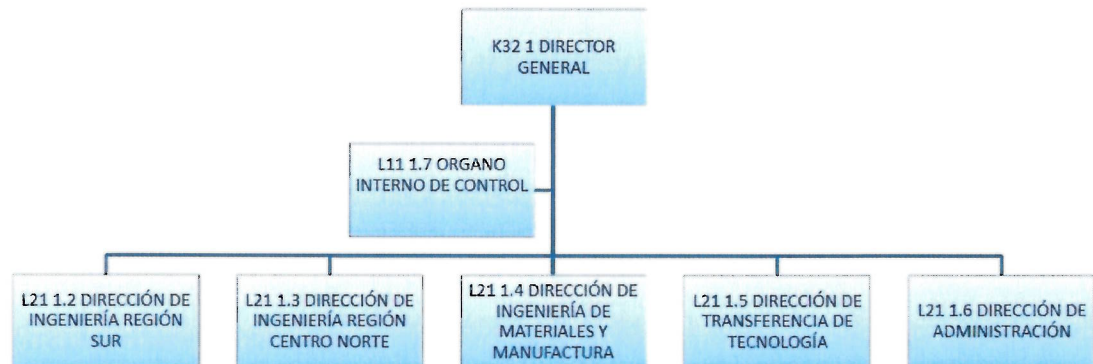 K32 1 DIRECTOR
GENERAL
L11 1.7 ORGANO
INTERNO DE CONTROL
L21 1.2 DIRECCIÓN DE
INGENIERÍA REGIÓN
SUR
L21 1.3 DIRECCIÓN DE
INGENIERÍA REGIÓN
CENTRO NORTE
L21 1.4 DIRECCIÓN DE
INGENIERÍA DE
MATERIALES Y
MANUFACTURA
L21 1.5 DIRECCIÓN DE
TRANSFERENCIA DE
TECNOLOGÍA
L21 1.6 DIRECCIÓN DE
ADMINISTRACIÓN